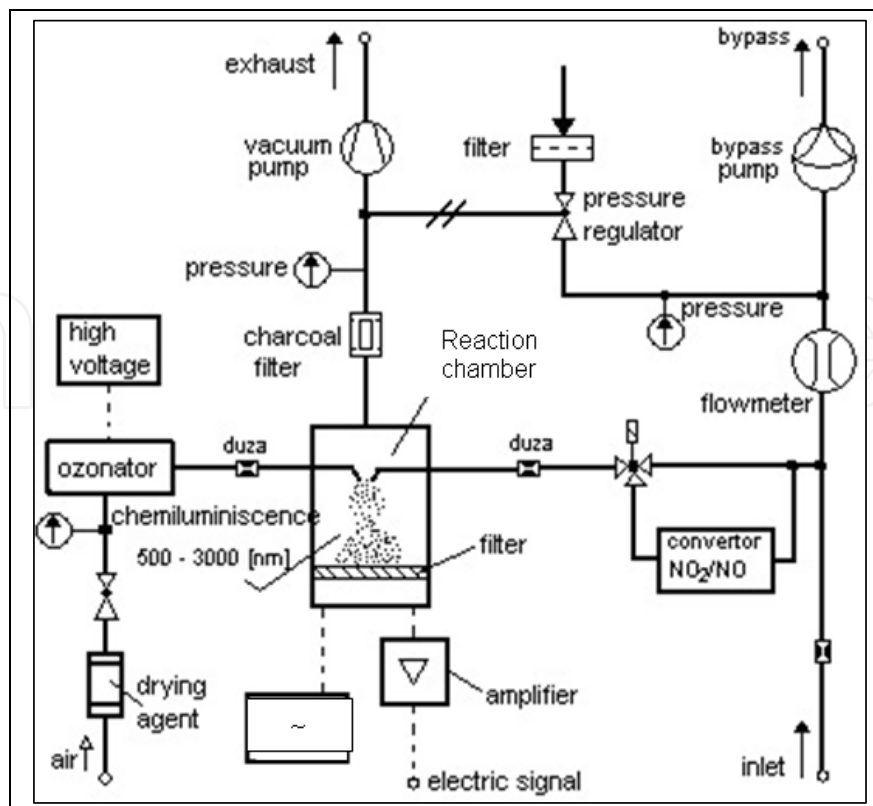 exhaust
bypass
vacuum
pump
filter
bypass
pump
pressure
regulator
pressure
pressure
high
voltage
charcoal
filter
Reaction
chamber
flowmeter
duza
duza
ozonator
chemiluminiscence
500 - 3000 [nm]
filter
convertor
NO₂/NO
drying
agent
~
amplifier
air
electric signal
inlet